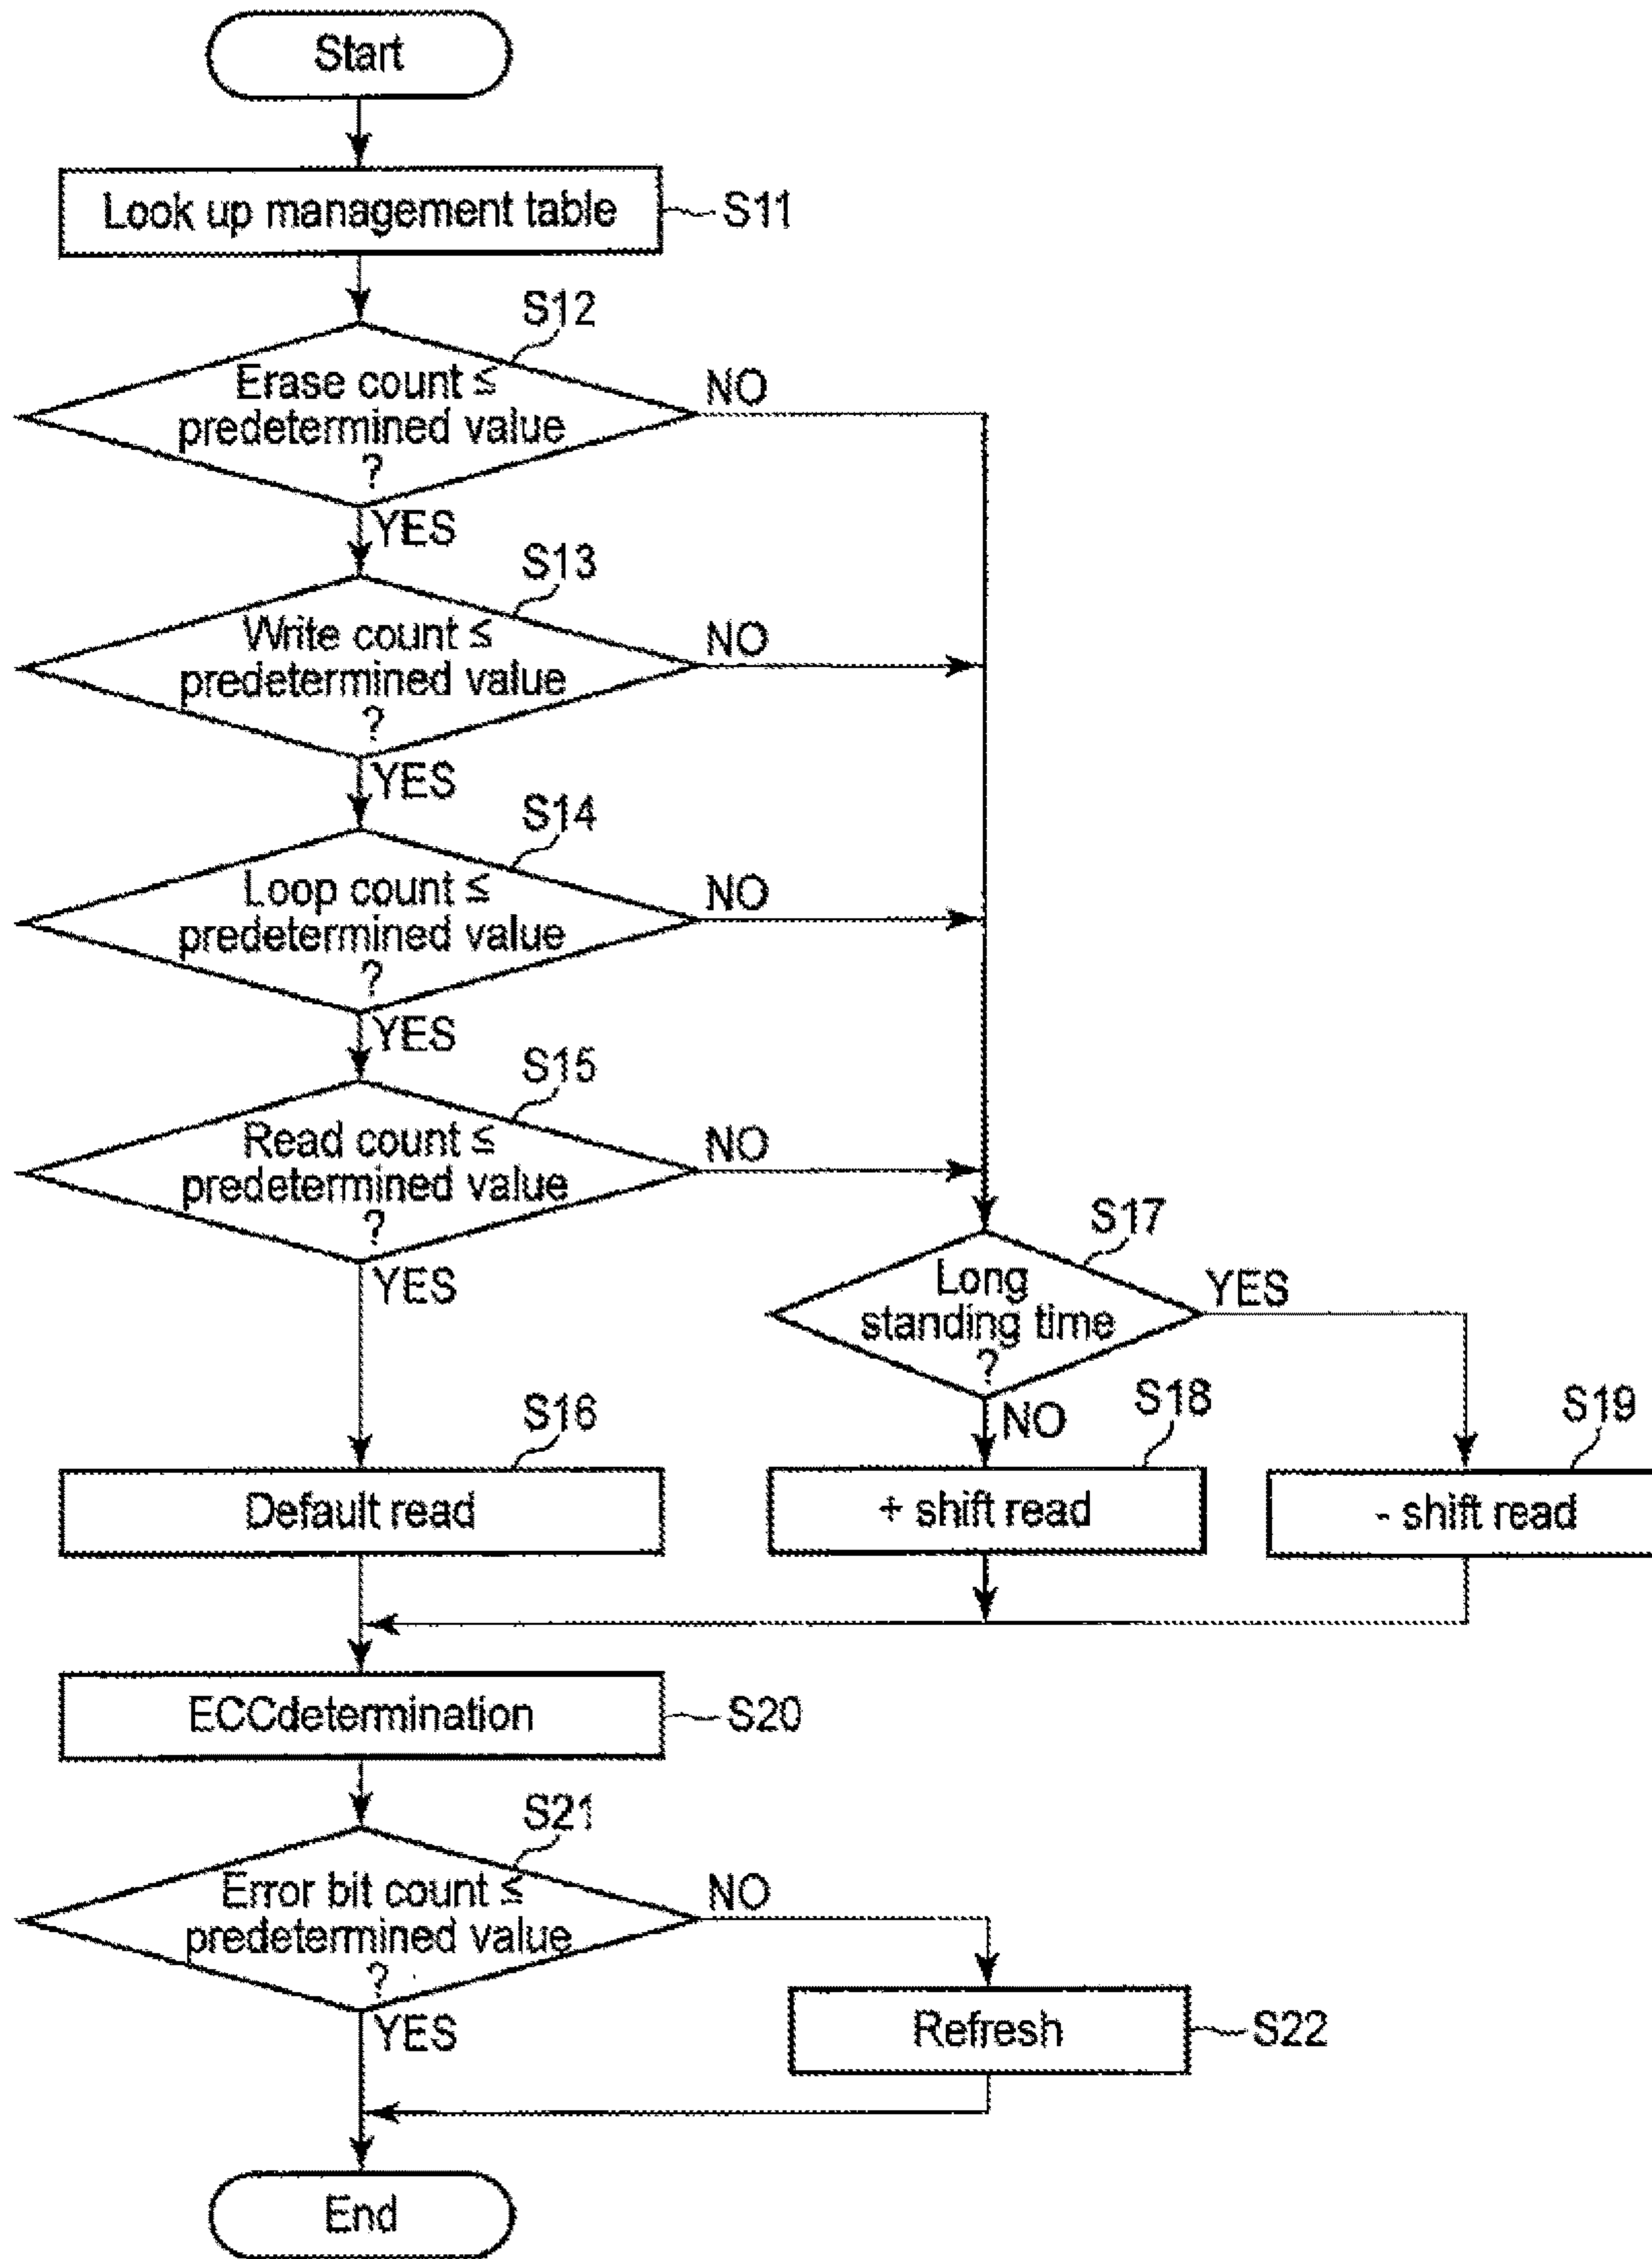 Start
Look up management table
S11
S12
Erase count ≤
predetermined value
?
NO
YES
S13
Write count ≤
predetermined value
?
NO
YES
S14
Loop count ≤
predetermined value
?
NO
YES
S15
Read count ≤
predetermined value
?
NO
YES
S17
Long
standing time
?
YES
NO
S16
Default read
S18
+ shift read
S19
- shift read
ECCdetermination
S20
S21
Error bit count ≤
predetermined value
?
NO
YES
Refresh
S22
End